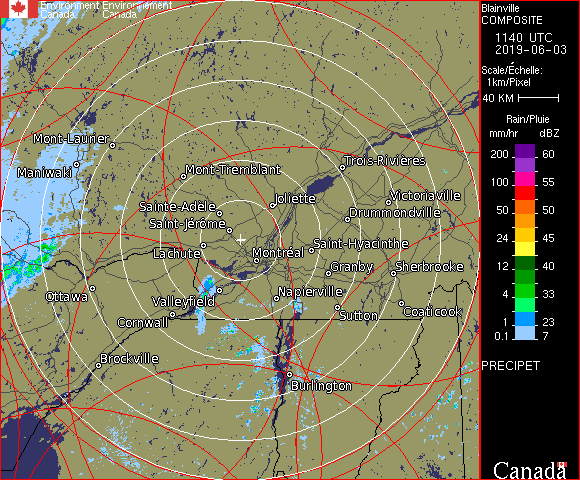 Environment Environnement
Canada Canada
Blainville
COMPOSITE
1140 UTC
2019-06-03
Scale/Échelle:
1km/Pixel
40 KM
Rain/Pluie
mm/hr dBZ
200 60
100 55
50 50
24 45
12 40
4 33
1 23
0.1 7
PRECIPET
Canada
Mont-Laurier
Maniwaki
Mont-Tremblant
Trois-Rivières
Joliette
Victoriaville
Sainte-Adèle
Drummondville
Saint-Jérôme
Saint-Hyacinthe
Lachute
Montréal
Granby
Sherbrooke
Ottawa
Valleyfield
Napierville
Cornwall
Sutton
Coaticook
Brockville
Burlington